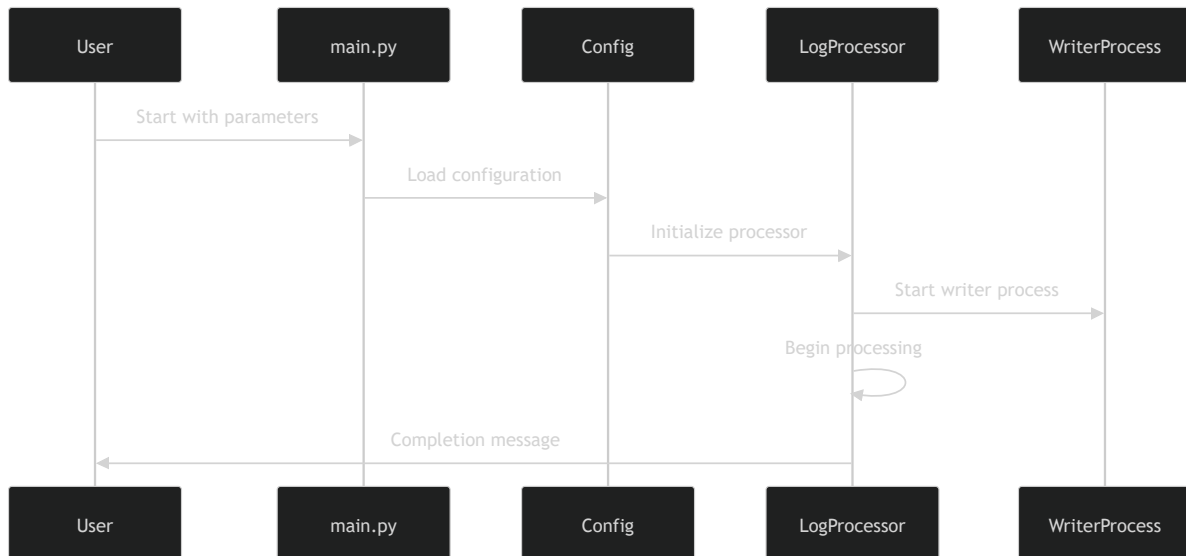 User
main.py
Config
LogProcessor
WriterProcess
Start with parameters
Load configuration
Initialize processor
Start writer process
Begin processing
Completion message
User
main.py
Config
LogProcessor
WriterProcess